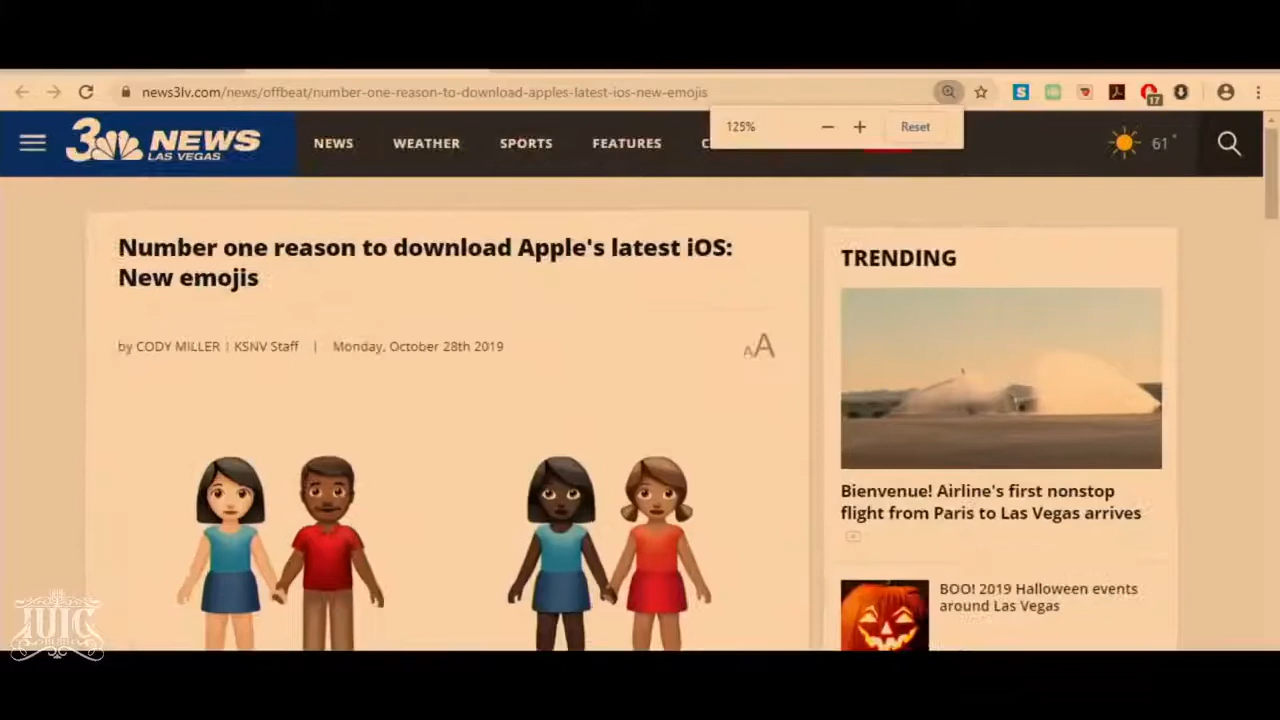 news3lv.com/news/offbeat/number-one-reason-to-download-apples-latest-ios-new-emojis
17
125%
Reset
3 NEWS
LAS VEGAS
NEWS
WEATHER
SPORTS
FEATURES
C
61°
Number one reason to download Apple's latest iOS:
New emojis
by CODY MILLER | KSNV Staff | Monday, October 28th 2019
AA
TRENDING
Bienvenue! Airline's first nonstop
flight from Paris to Las Vegas arrives
BOO! 2019 Halloween events
around Las Vegas
IUIC